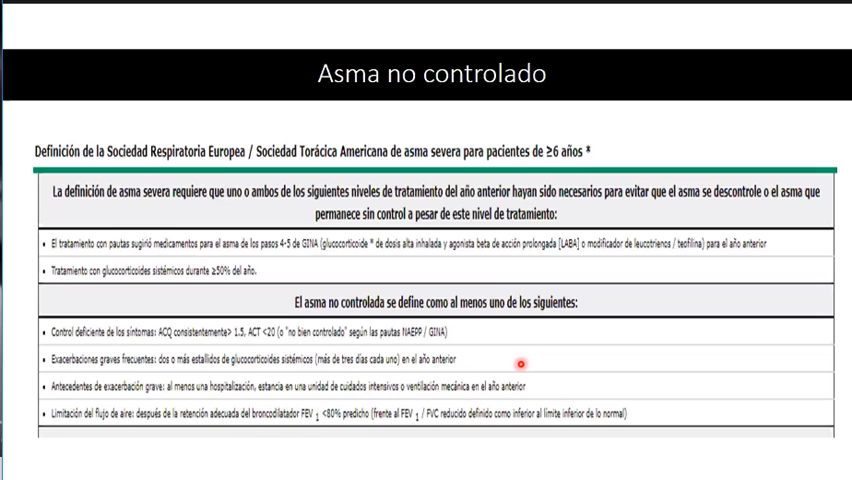 Asma no controlado
Definición de la Sociedad Respiratoria Europea / Sociedad Torácica Americana de asma severa para pacientes de ≥6 años *
La definición de asma severa requiere que uno o ambos de los siguientes niveles de tratamiento del año anterior hayan sido necesarios para evitar que el asma se descontrole o el asma que
permanece sin control a pesar de este nivel de tratamiento:
• El tratamiento con pautas sugirió medicamentos para el asma de los pasos 4-5 de GINA (glucocorticoide * de dosis alta inhalada y agonista beta de acción prolongada [LABA] o modificador de leucotrienos / teofilina) para el año anterior
• Tratamiento con glucocorticoides sistémicos durante ≥50% del año.
El asma no controlada se define como al menos uno de los siguientes:
• Control deficiente de los síntomas: ACQ consistentemente> 1.5, ACT <20 (o "no bien controlado" según las pautas NAEPP / GINA)
• Exacerbaciones graves frecuentes: dos o más estallidos de glucocorticoides sistémicos (más de tres días cada uno) en el año anterior
• Antecedentes de exacerbación grave: al menos una hospitalización, estancia en una unidad de cuidados intensivos o ventilación mecánica en el año anterior
• Limitación del flujo de aire: después de la retención adecuada del broncodilatador FEV 1 <80% predicho (frente al FEV 1 / FVC reducido definido como inferior al límite inferior de lo normal)